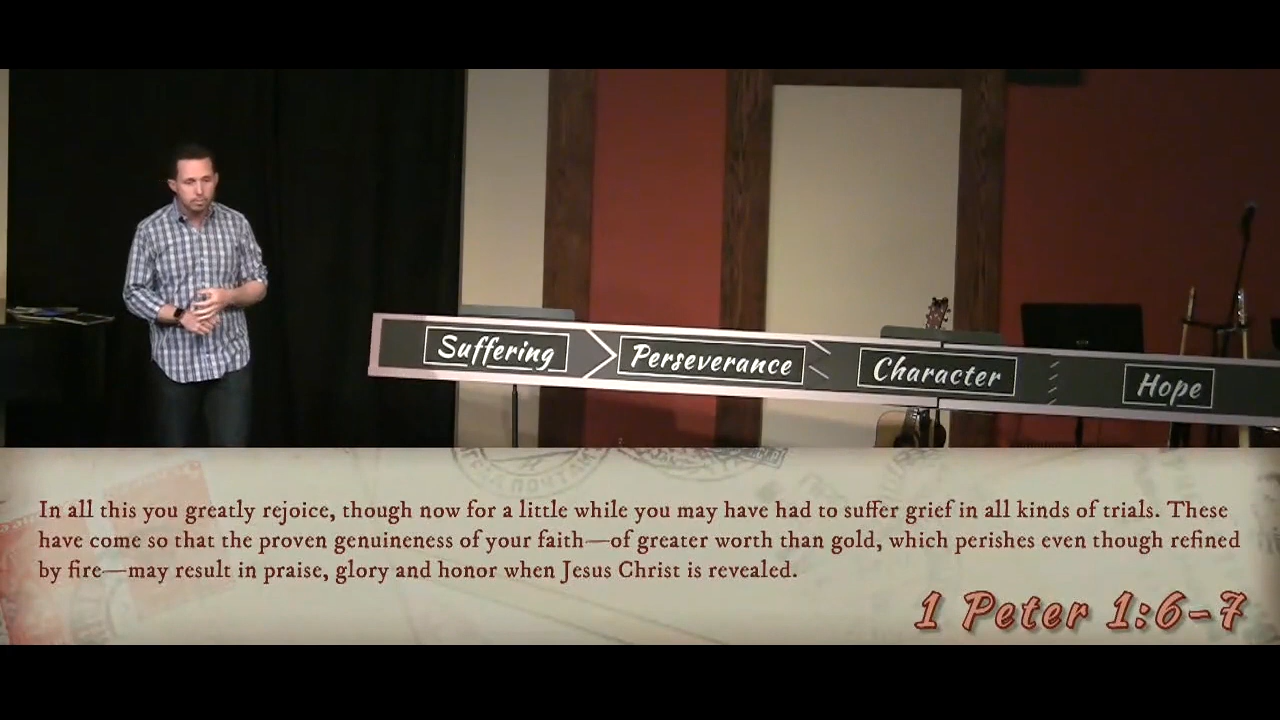 Suffering
Perseverance
Character
Hope
In all this you greatly rejoice, though now for a little while you may have had to suffer grief in all kinds of trials. These
have come so that the proven genuineness of your faith—of greater worth than gold, which perishes even though refined
by fire—may result in praise, glory and honor when Jesus Christ is revealed.
1 Peter 1:6-7